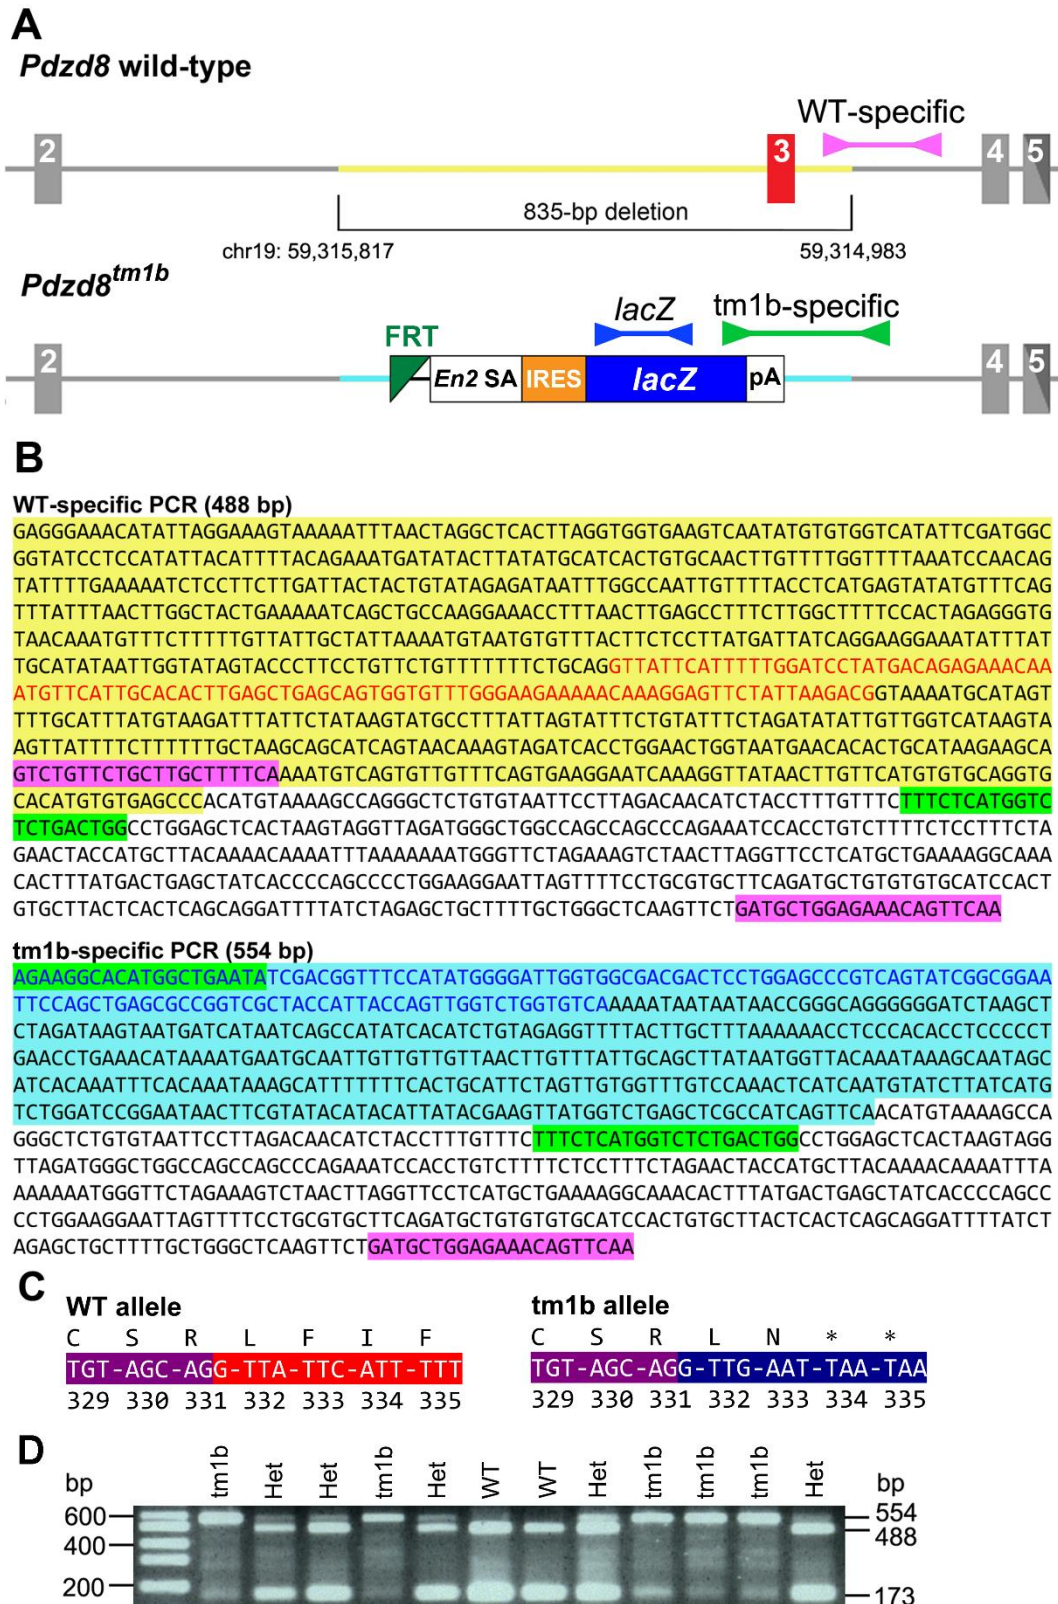 A
Pdzd8 wild-type
WT-specific
2
3
4
5
835-bp deletion
chr19: 59,315,817
59,314,983
Pdzd8tm1b
lacZ
tm1b-specific
FRT
2
En2 SA
IRES
lacZ
pA
4
5
B
WT-specific PCR (488 bp)
GAGGGAAACATATTAGGAAAGTAAAAATTTAACTAGGCTCACTTAGGTGGTGAAGTCAATATGTGTGGTCATATTCGATGGC
GGTATCCTCCATATTACATTTTACAGAAATGATATACTTATATGCATCACTGTGCAACTTGTTTTGGTTTTAAATCCAACAG
TATTTTGAAAAATCTCCTTCTTGATTACTACTGTATAGAGATAATTTGGCCAATTGTTTTACCTCATGAGTATATGTTTCAG
TTTATTTAACTTGGCTACTGAAAAATCAGCTGCCAAGGAAACCTTTAACTTGAGCCTTTCTTGGCTTTTCCACTAGAGGGTG
TAACAAATGTTTCTTTTTGTTATTGCTATTAAAATGTAATGTGTTTACTTCTCCTTATGATTATCAGGAAGGAAATATTTAT
TGCATATAATTGGTATAGTACCCTTCCTGTTCTGTTTTTTTCTGCAGGTTATTCATTTTTGGATCCTATGACAGAGAAACAA
ATGTTCATTGCACACTTGAGCTGAGCAGTGGTGTTTGGGAAGAAAAACAAAGGAGTTCTATTAAGACGGTAAAATGCATAGT
TTTGCATTTATGTAAGATTTATTCTATAAGTATGCCTTTATTAGTATTTCTGTATTTCTAGATATATTGTTGGTCATAAGTA
AGTTATTTTCTTTTTTGCTAAGCAGCATCAGTAACAAAGTAGATCACCTGGAACTGGTAATGAACACACTGCATAAGAAGCA
GTCTGTTCTGCTTGCTTTTCAAAATGTCAGTGTTGTTTCAGTGAAGGAATCAAAGGTTATAACTTGTTCATGTGTGCAGGTG
CACATGTGTGAGCCCACATGTAAAAGCCAGGGCTCTGTGTAATTCCTTAGACAACATCTACCTTTGTTTCTTTCTCATGGTC
TCTGACTGGCCTGGAGCTCACTAAGTAGGTTAGATGGGCTGGCCAGCCAGCCCAGAAATCCACCTGTCTTTTCTCCTTTCTA
GAACTACCATGCTTACAAAACAAAATTTAAAAAAATGGGTTCTAGAAAGTCTAACTTAGGTTCCTCATGCTGAAAAGGCAAA
CACTTTATGACTGAGCTATCACCCCAGCCCCTGGAAGGAATTAGTTTTCCTGCGTGCTTCAGATGCTGTGTGTGCATCCACT
GTGCTTACTCACTCAGCAGGATTTTATCTAGAGCTGCTTTTGCTGGGCTCAAGTTCTGATGCTGGAGAAACAGTTCAA
tm1b-specific PCR (554 bp)
AGAAGGCACATGGCTGAATATCGACGGTTTCCATATGGGGATTGGTGGCGACGACTCCTGGAGCCCGTCAGTATCGGCGGAA
TTCCAGCTGAGCGCCGGTCGCTACCATTACCAGTTGGTCTGGTGTCAAAAATAATAATAACCGGGCAGGGGGGATCTAAGCT
CTAGATAAGTAATGATCATAATCAGCCATATCACATCTGTAGAGGTTTTACTTGCTTTAAAAAACCTCCCACACCTCCCCCT
GAACCTGAAACATAAAATGAATGCAATTGTTGTTGTTAACTTGTTTATTGCAGCTTATAATGGTTACAAATAAAGCAATAGC
ATCACAAATTTCACAAATAAAGCATTTTTTTCACTGCATTCTAGTTGTGGTTTGTCCAAACTCATCAATGTATCTTATCATG
TCTGGATCCGGAATAACTTCGTATACATACATTATACGAAGTTATGGTCTGAGCTCGCCATCAGTTCAACATGTAAAAGCCA
GGGCTCTGTGTAATTCCTTAGACAACATCTACCTTTGTTTCTTTCTCATGGTCTCTGACTGGCCTGGAGCTCACTAAGTAGG
TTAGATGGGCTGGCCAGCCAGCCCAGAAATCCACCTGTCTTTTCTCCTTTCTAGAACTACCATGCTTACAAAACAAAATTTA
AAAAAATGGGTTCTAGAAAGTCTAACTTAGGTTCCTCATGCTGAAAAGGCAAACACTTTATGACTGAGCTATCACCCCAGCC
CCTGGAAGGAATTAGTTTTCCTGCGTGCTTCAGATGCTGTGTGTGCATCCACTGTGCTTACTCACTCAGCAGGATTTTATCT
AGAGCTGCTTTTGCTGGGCTCAAGTTCTGATGCTGGAGAAACAGTTCAA
C
WT allele
C S R L F I F
TGT-AGC-AGG-TTA-TTC-ATT-TTT
329 330 331 332 333 334 335
tm1b allele
C S R L N * *
TGT-AGC-AGG-TTG-AAT-TAA-TAA
329 330 331 332 333 334 335
D
bp
tm1b Het Het tm1b Het WT WT Het tm1b tm1b tm1b Het
bp
600
400
200
554
488
173